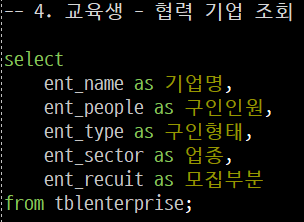 -- 4. 교육생 - 협력 기업 조회
select
ent_name as 기업명,
ent_people as 구인인원,
ent_type as 구인형태,
ent_sector as 업종,
ent_recuit as 모집부분
from tblenterprise;